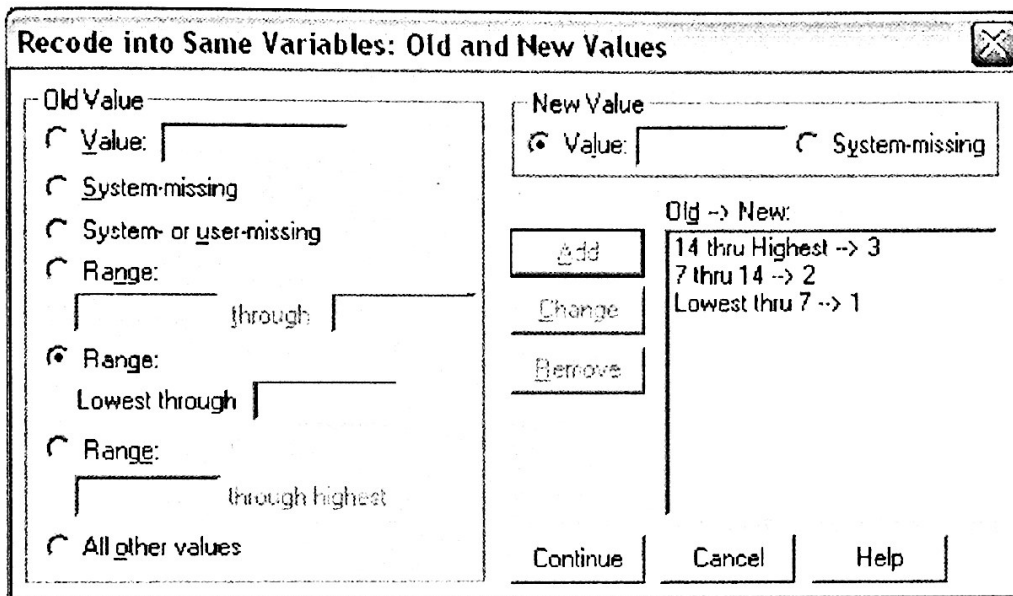 Recode into Same Variables: Old and New Values
Old Value
Value:
System-missing
System- or user-missing
Range:
through
Range:
Lowest through
Range:
through highest
All other values
New Value
Value: System-missing
Old --> New:
Add
Change
Remove
14 thru Highest --> 3
7 thru 14 --> 2
Lowest thru 7 --> 1
Continue Cancel Help